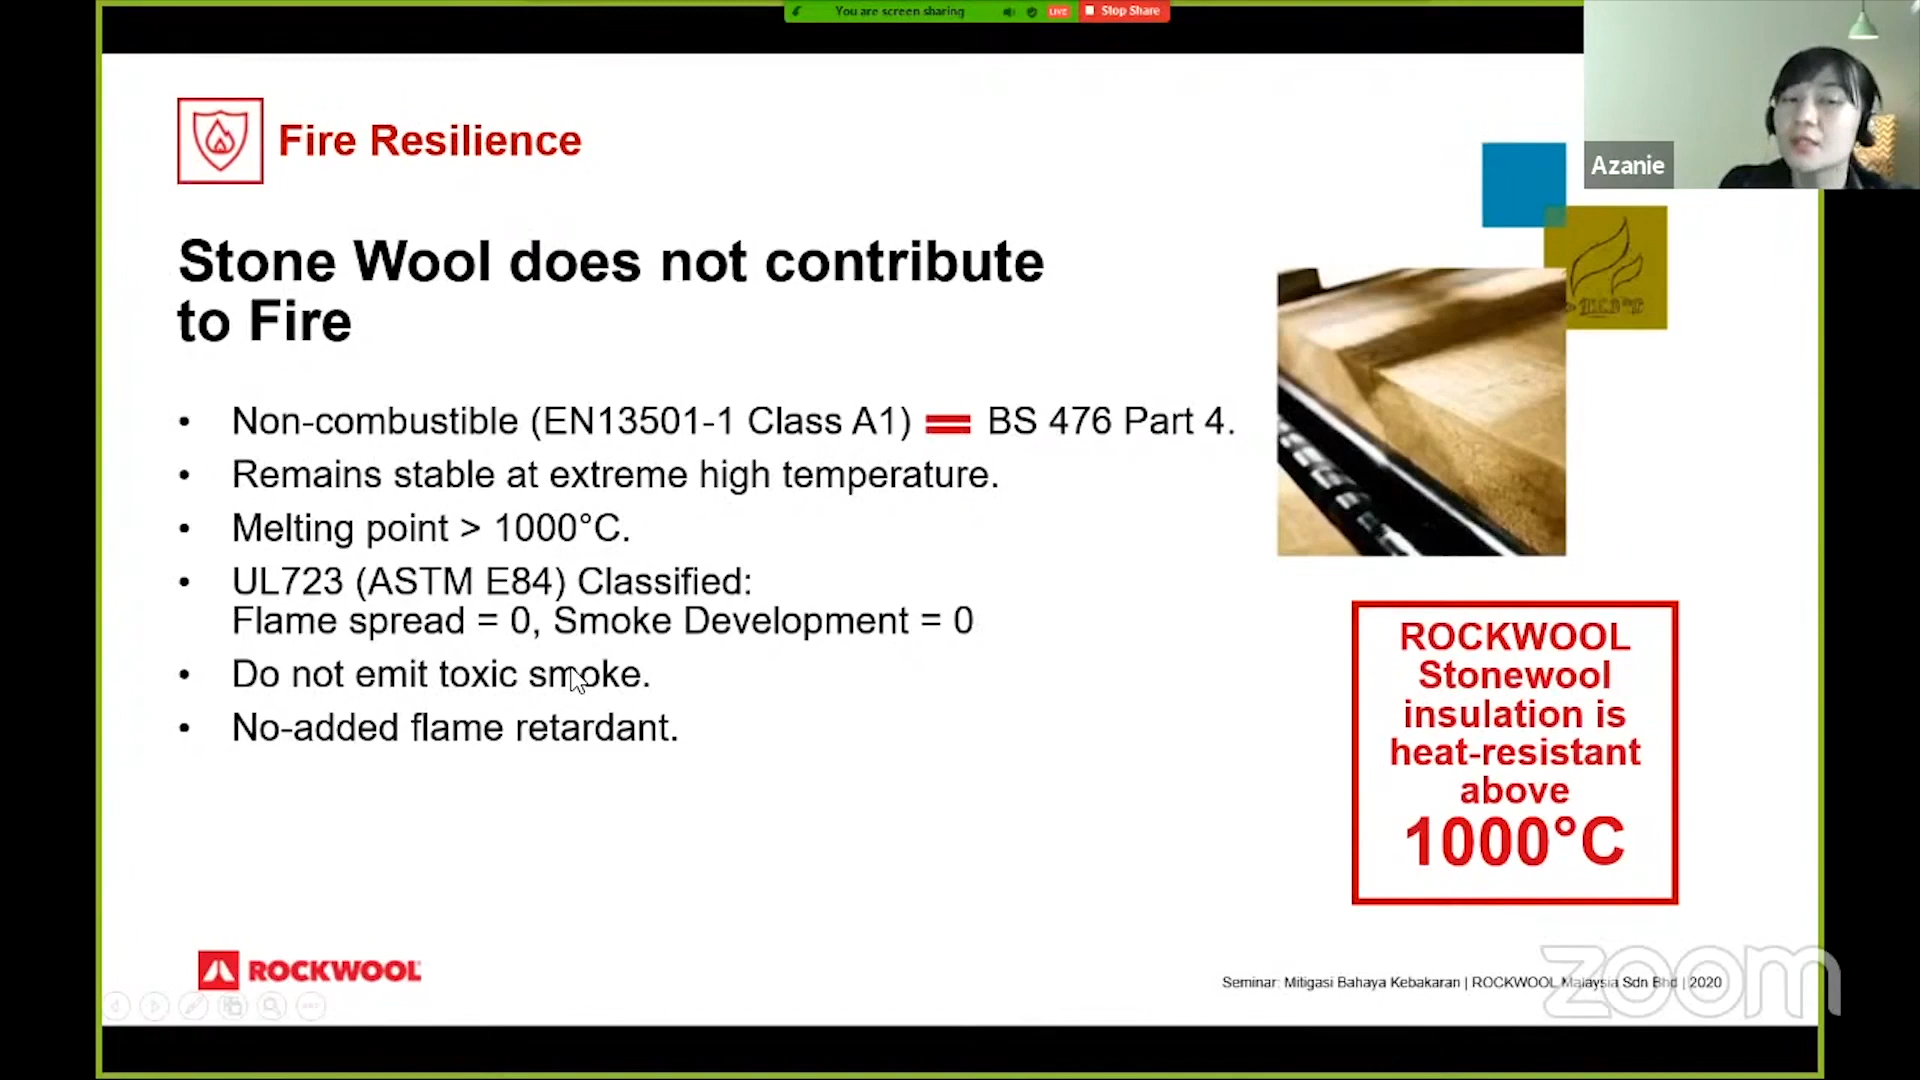 You are screen sharing
LIVE
Stop Share
Azanie
Fire Resilience
Stone Wool does not contribute
to Fire
• Non-combustible (EN13501-1 Class A1) = BS 476 Part 4.
• Remains stable at extreme high temperature.
• Melting point > 1000°C.
• UL723 (ASTM E84) Classified:
Flame spread = 0, Smoke Development = 0
• Do not emit toxic smoke.
• No-added flame retardant.
ROCKWOOL
Stonewool
insulation is
heat-resistant
above
1000°C
ROCKWOOL
Seminar: Mitigasi Bahaya Kebakaran | ROCKWOOL Malaysia Sdn Bhd | 2020
zoom